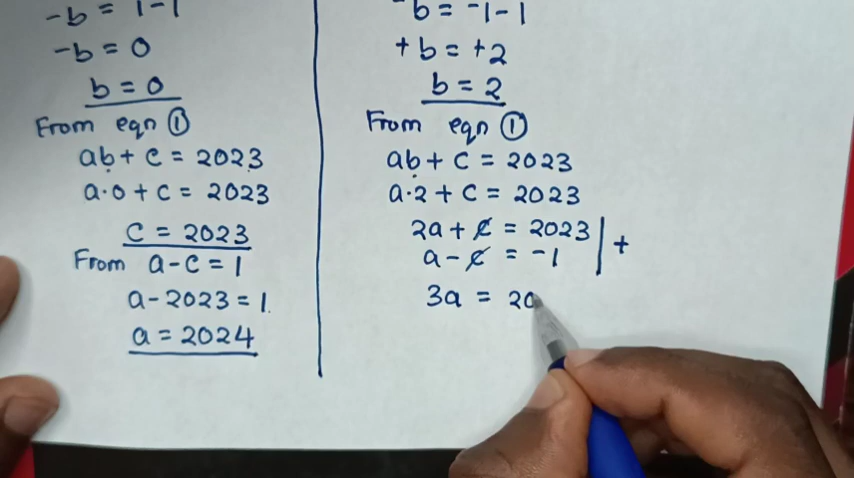 -b = 1-1
-b = 0
b = 0
From eqn ①
ab + c = 2023
a·0 + c = 2023
c = 2023
From a-c = 1
a - 2023 = 1
a = 2024
-b = -1-1
+b = +2
b = 2
From eqn ①
ab + c = 2023
a·2 + c = 2023
2a + c = 2023
a - c = -1
+
3a = 20